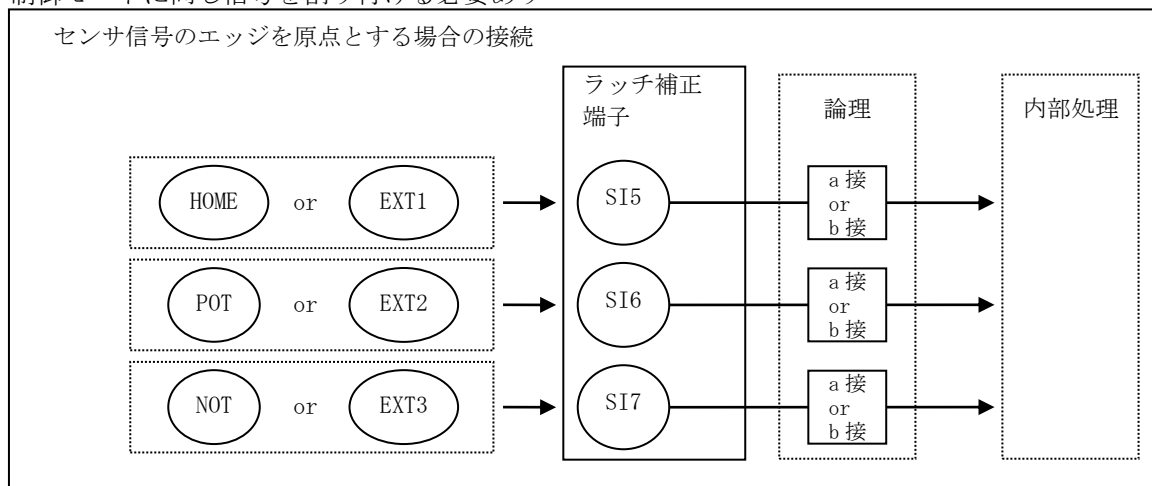 制御モードに同じ信号を割り付ける必要あり
センサ信号のエッジを原点とする場合の接続
ラッチ補正
端子
論理
内部処理
HOME or EXT1
SI5
a接
or
b接
POT or EXT2
SI6
a接
or
b接
NOT or EXT3
SI7
a接
or
b接